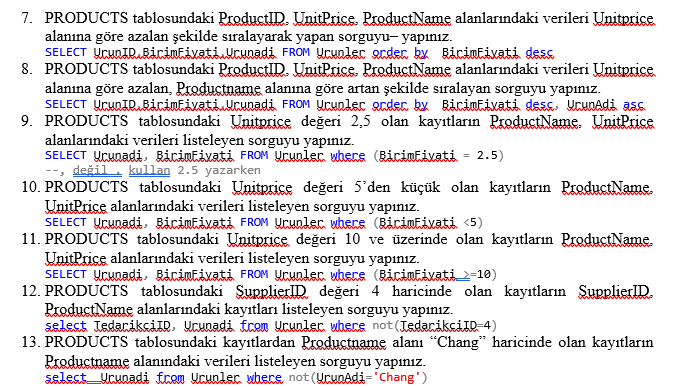 7. PRODUCTS tablosundaki ProductID, UnitPrice, ProductName alanlarındaki verileri Unitprice
alanına göre azalan şekilde sıralayarak yapan sorguyu– yapınız.
SELECT UrunID,BirimFiyati,Urunadi FROM Urunler order by BirimFiyati desc
8. PRODUCTS tablosundaki ProductID, UnitPrice, ProductName alanlarındaki verileri Unitprice
alanına göre azalan, Productname alanına göre artan şekilde sıralayan sorguyu yapınız.
SELECT UrunID,BirimFiyati,Urunadi FROM Urunler order by BirimFiyati desc, UrunAdi asc
9. PRODUCTS tablosundaki Unitprice değeri 2,5 olan kayıtların ProductName, UnitPrice
alanlarındaki verileri listeleyen sorguyu yapınız.
SELECT Urunadi, BirimFiyati FROM Urunler where (BirimFiyati = 2.5)
--, değil . kullan 2.5 yazarken
10. PRODUCTS tablosundaki Unitprice değeri 5’den küçük olan kayıtların ProductName,
UnitPrice alanlarındaki verileri listeleyen sorguyu yapınız.
SELECT Urunadi, BirimFiyati FROM Urunler where (BirimFiyati <5)
11. PRODUCTS tablosundaki Unitprice değeri 10 ve üzerinde olan kayıtların ProductName,
UnitPrice alanlarındaki verileri listeleyen sorguyu yapınız.
SELECT Urunadi, BirimFiyati FROM Urunler where (BirimFiyati >=10)
12. PRODUCTS tablosundaki SupplierID değeri 4 haricinde olan kayıtların SupplierID,
ProductName alanlarındaki kayıtları listeleyen sorguyu yapınız.
select TedarikciID, Urunadi from Urunler where not(TedarikciID=4)
13. PRODUCTS tablosundaki kayıtlardan Productname alanı “Chang” haricinde olan kayıtların
Productname alanındaki verileri listeleyen sorguyu yapınız.
select Urunadi from Urunler where not(UrunAdi='Chang')